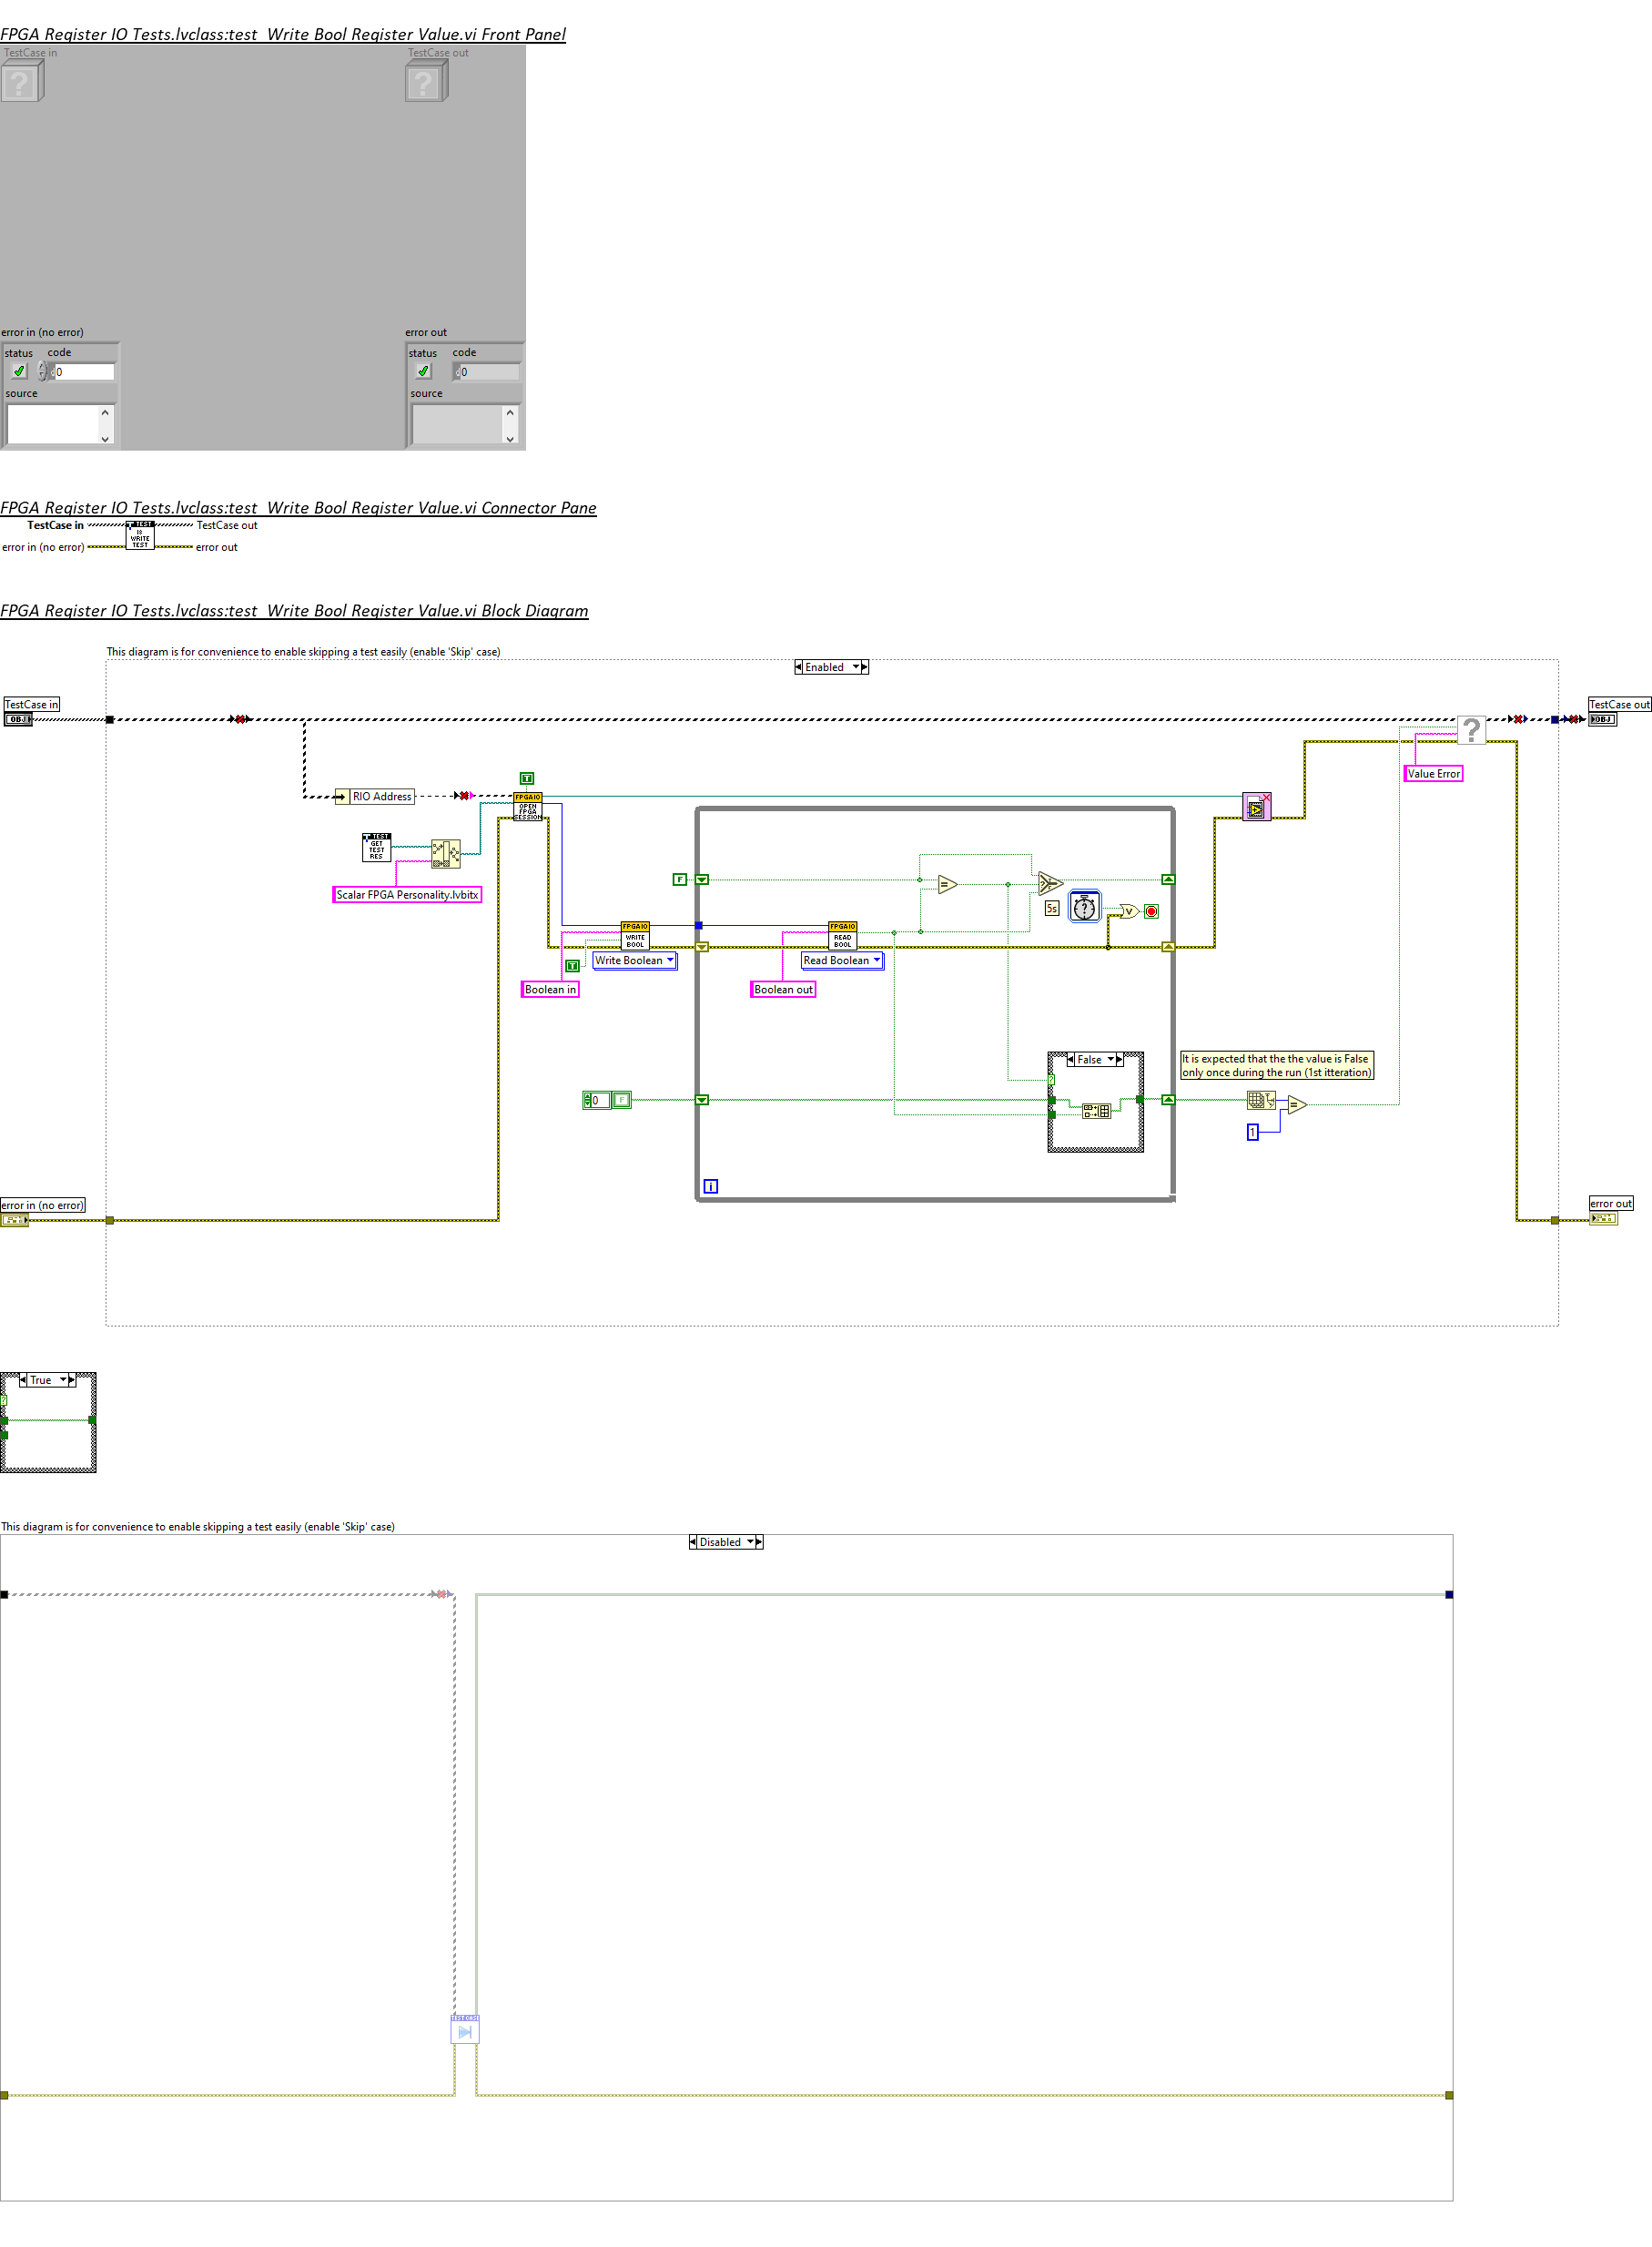 FPGA Register IO Tests.lvclass:test_Write Bool Register Value.vi Front Panel
TestCase in
TestCase out
?
?
error in (no error)
error out
status
code
status
code
d
0
d
0
source
source
FPGA Register IO Tests.lvclass:test_Write Bool Register Value.vi Connector Pane
TestCase in
TEST
IS
WRITE
TEST
TestCase out
error in (no error)
error out
FPGA Register IO Tests.lvclass:test_Write Bool Register Value.vi Block Diagram
This diagram is for convenience to enable skipping a test easily (enable 'Skip' case)
Enabled
TestCase in
OBJ
TestCase out
OBJ
?
Value Error
T
RIO Address
FPGAIO
OPEN
FPGA
SESSION
TEST
GET
TEST
RES
Scalar FPGA Personality.lvbitx
F
=
?
5s
?
V
FPGAIO
WRITE
BOOL
Write Boolean
T
Boolean in
FPGAIO
READ
BOOL
Read Boolean
Boolean out
False
?
It is expected that the the value is False
only once during the run (1st itteration)
0
F
=
1
i
error in (no error)
error out
True
?
This diagram is for convenience to enable skipping a test easily (enable 'Skip' case)
Disabled